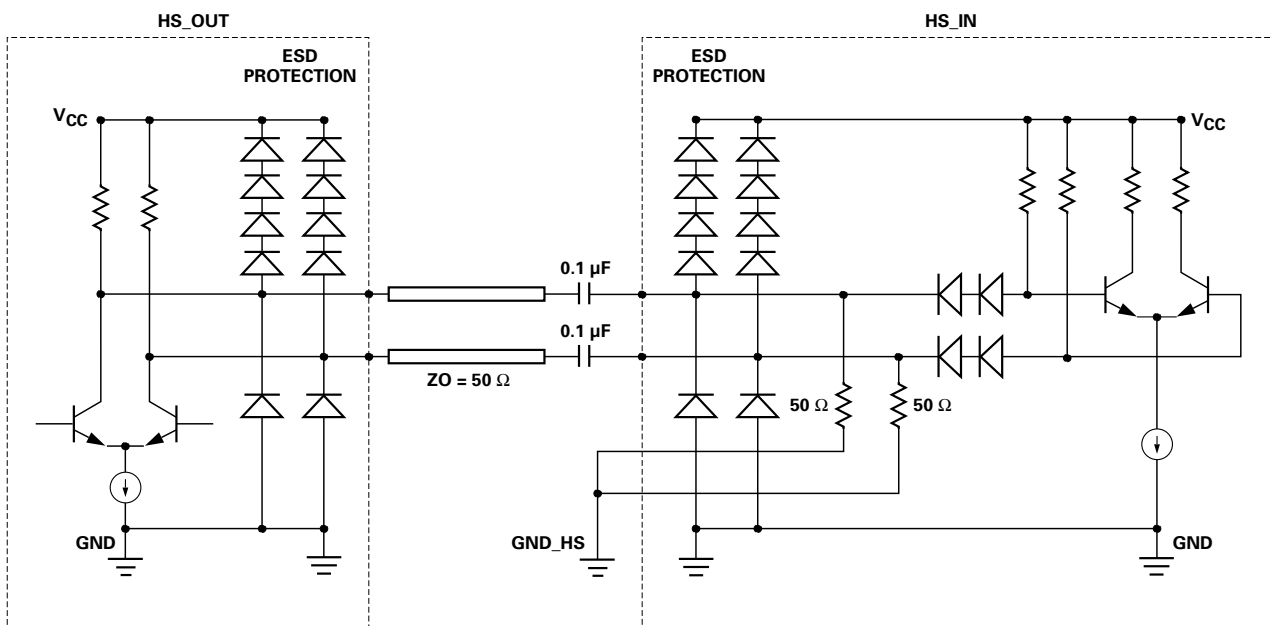 HS_OUT
HS_IN
ESD
PROTECTION
ESD
PROTECTION
VCC
VCC
0.1 µF
0.1 µF
ZO = 50 Ω
50 Ω
50 Ω
GND
GND_HS
GND